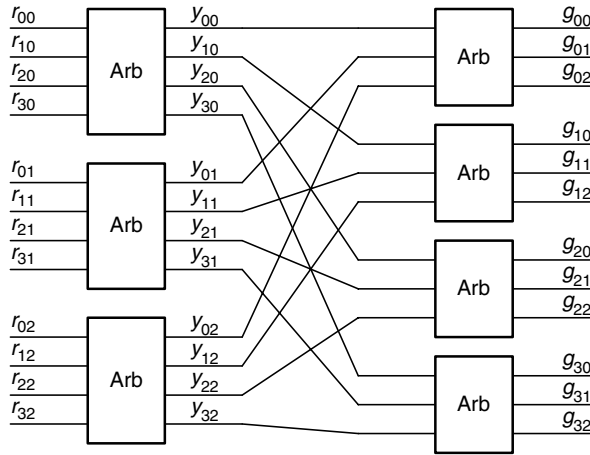 r00 y00 g00
r10 y10 Arb g01
r20 Arb y20 Arb g02
r30 y30
g10
r01 y01 Arb g11
r11 y11 g12
r21 Arb y21
r31 y31 g20
Arb g21
r02 y02 g22
r12 y12
r22 Arb y22 g30
r32 y32 Arb g31
g32